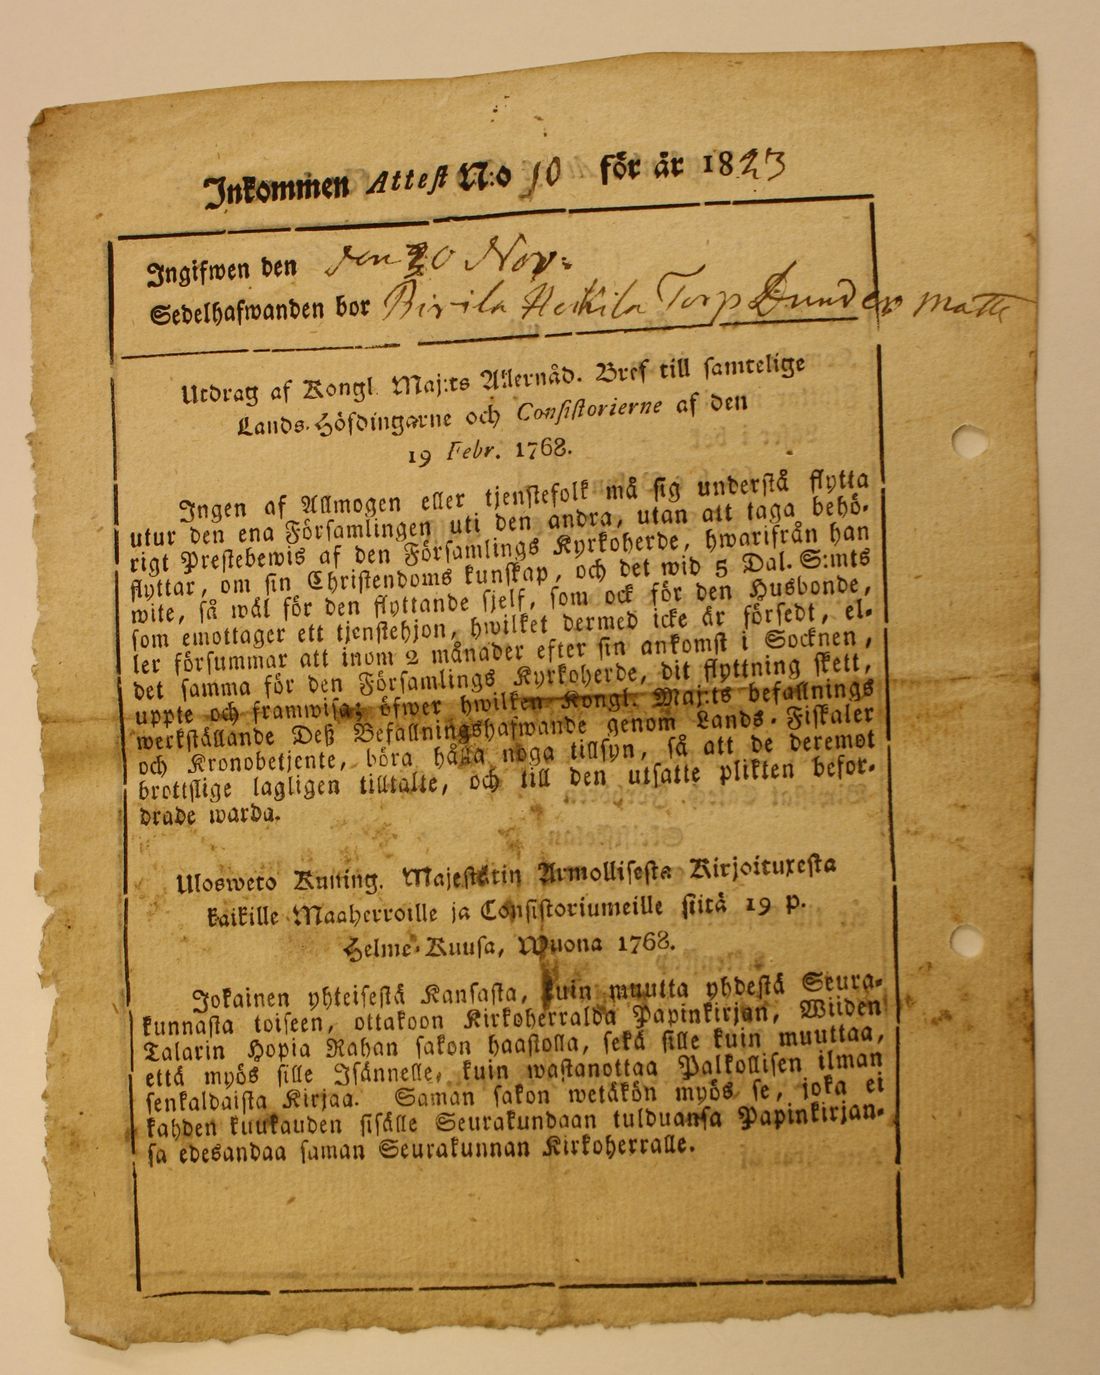 Inkommen Attest N:o 10 för år 1823
Ingifwen den den 20 Nov:
Sedelhafwanden bor Birila Heikila Torp Dunder Matts
Utdrag af Kongl. Maj:ts Allernåd. Bref till samtelige
Lands-Höfdingarne och Consistorierne af den
19 Febr. 1768.
Ingen af Allmogen eller tjenstefolk må sig understå flytta
utur den ena Församlingen uti den andra, utan att taga behö-
rigt Prestebewis af den Församlings Kyrkoherde, hwarifrån han
flyttar, om sin Christendoms kunskap, och det wid 5 Dal. S:mts
wite, så wäl för den flyttande sjelf, som ock för den Husbonde,
som emottager ett tjenstehjon, hwilket dermed icke är försedt, el-
ler försummar att inom 2 månader efter sin ankomst i Socknen,
det samma för den Församlings Kyrkoherde, dit flyttning skett,
uppte och framwisa; öfwer hwilken Kongl. Maj:ts befallnings
werkställande Deß Befallningshafwande genom Lands-Fiskaler
och Kronobetjente, böra hålla noga tillsyn, så att de deremot
brottslige lagligen tilltalte, och till den utsatte plikten befor-
drade warda.
Ulosweto Kuning. Majestätin Armollisesta Kirjoituxesta
kaikille Maaherroille ja Consistoriumeille siitä 19 p.
Helme-Kuusa, Wuona 1768.
Jokainen yhteisestä Kansasta, kuin muutta yhdestä Seura-
kunnasta toiseen, ottakoon Kirkoherralda Papinkirjan, Wiiden
Talarin Hopia Rahan sakon haastolla, sekä sille kuin muuttaa,
että myös sille Isännelle, kuin wastanottaa Palkollisen ilman
senkaldaista Kirjaa. Saman sakon wetäkön myös se, joka ei
kahden kuukauden sisälle Seurakundaan tulduansa Papinkirjan-
sa edesandaa saman Seurakunnan Kirkoherralle.